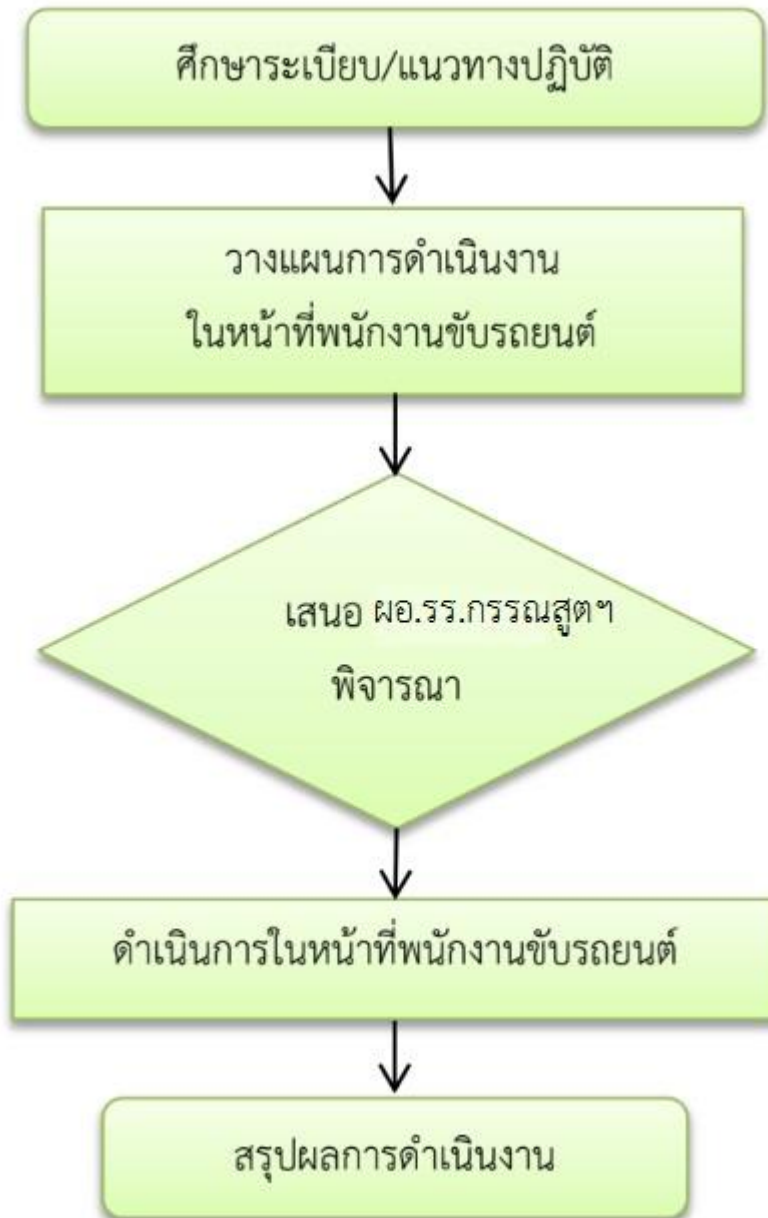 ศึกษาระเบียบ/แนวทางปฏิบัติ
วางแผนการดำเนินงาน
ในหน้าที่พนักงานขับรถยนต์
เสนอ ผอ.รร.กรรณสูตฯ
พิจารณา
ดำเนินการในหน้าที่พนักงานขับรถยนต์
สรุปผลการดำเนินงาน